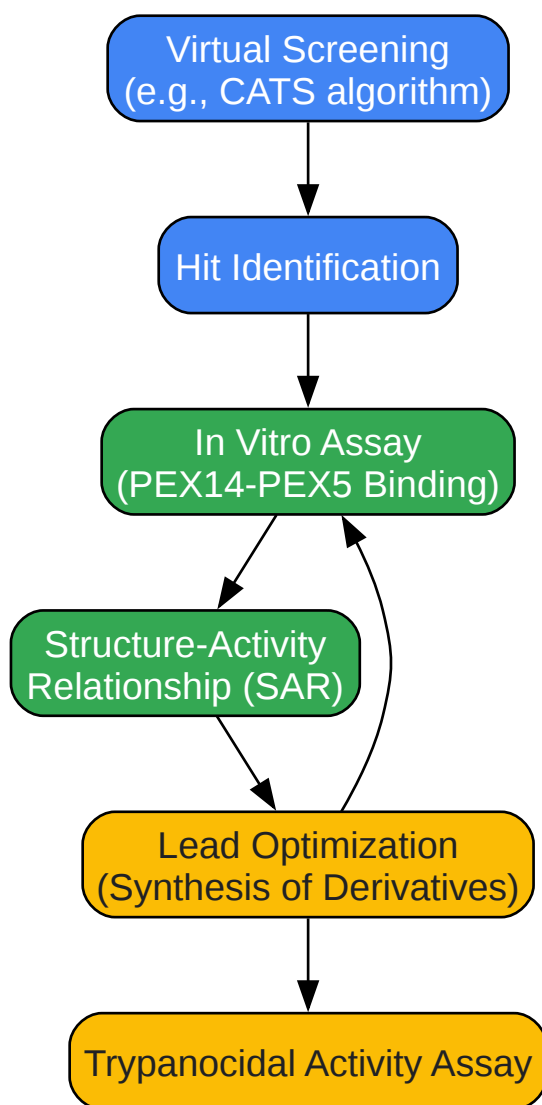 Virtual Screening
(e.g., CATS algorithm)
Hit Identification
In Vitro Assay
(PEX14-PEX5 Binding)
Structure-Activity
Relationship (SAR)
Lead Optimization
(Synthesis of Derivatives)
Trypanocidal Activity Assay